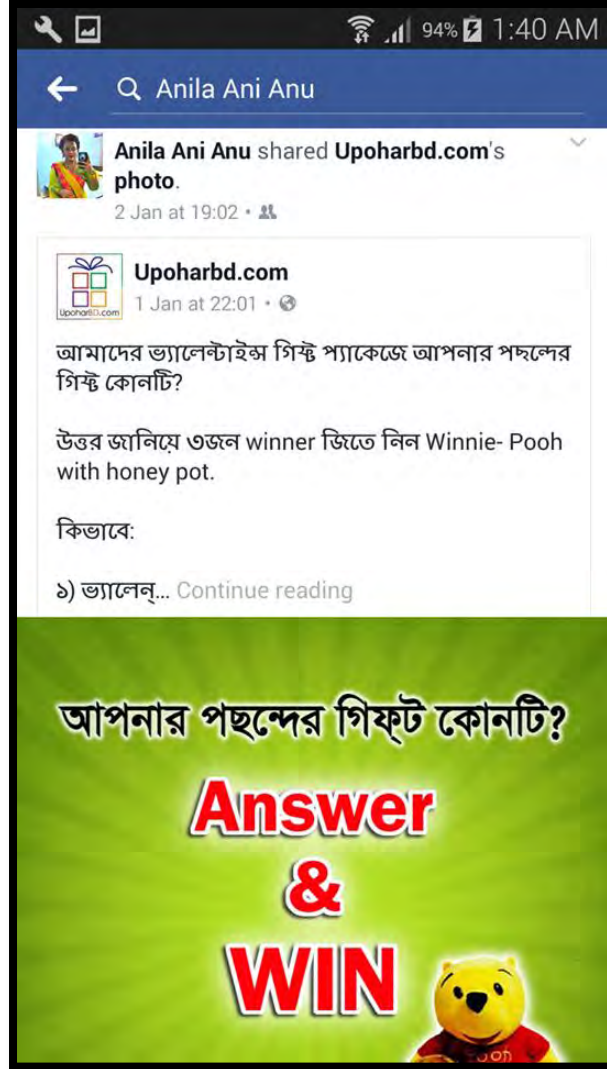 94% 1:40 AM
Anila Ani Anu
Anila Ani Anu shared Upoharbd.com's
photo.
2 Jan at 19:02
Upoharbd.com
1 Jan at 22:01
UpoharBD.com
আমাদের ভ্যালেন্টাইন্স গিফ্ট প্যাকেজে আপনার পছন্দের
গিফ্ট কোনটি?
উত্তর জানিয়ে ৩জন winner জিতে নিন Winnie- Pooh
with honey pot.
কিভাবে:
১) ভ্যালেন্... Continue reading
আপনার পছন্দের গিফ্‌ট কোনটি?
Answer
&
WIN